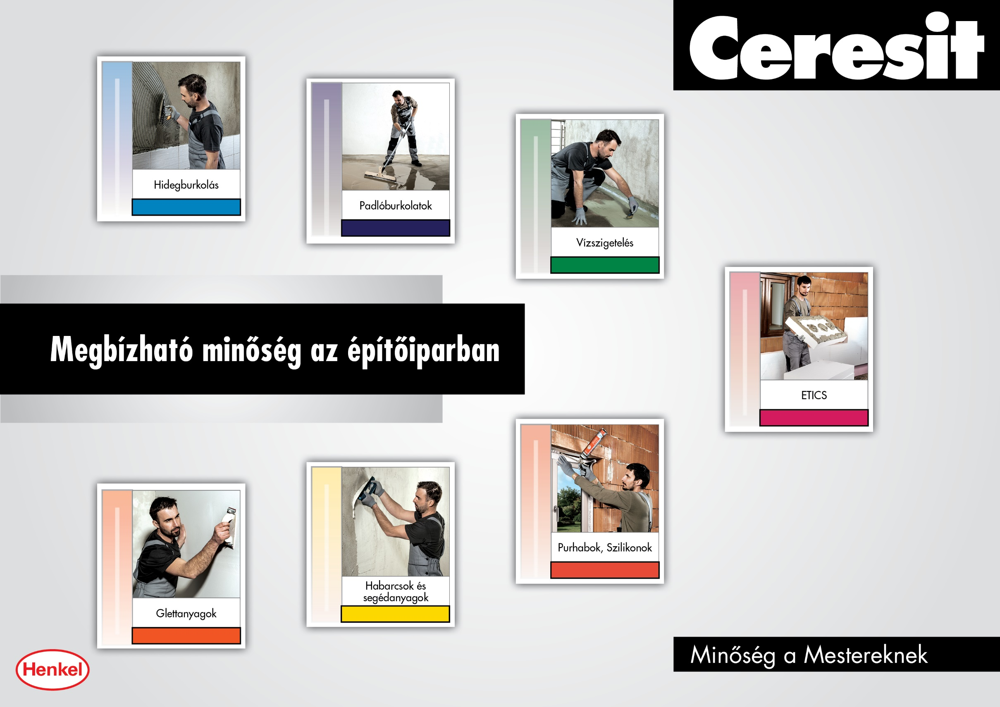 Ceresit
Hidegburkolás
Padlóburkolatok
Vízszigetelés
ETICS
Megbízható minőség az építőiparban
Glettanyagok
Habarcsok és
segédanyagok
Purhabok, Szilikonok
Henkel
Minőség a Mestereknek